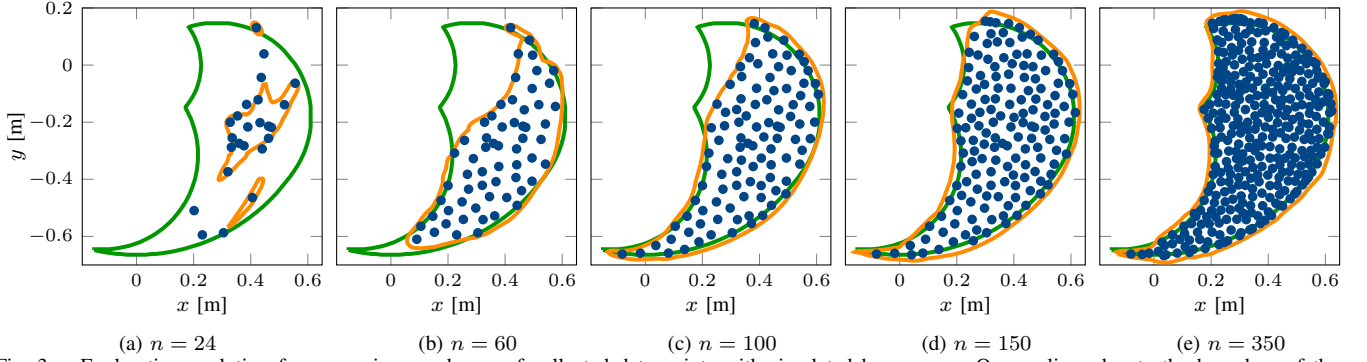 0.2
0
−0.2
−0.4
−0.6
y [m]
0 0.2 0.4 0.6
x [m]
0 0.2 0.4 0.6
x [m]
0 0.2 0.4 0.6
x [m]
0 0.2 0.4 0.6
x [m]
0 0.2 0.4 0.6
x [m]
(a) n = 24
(b) n = 60
(c) n = 100
(d) n = 150
(e) n = 350